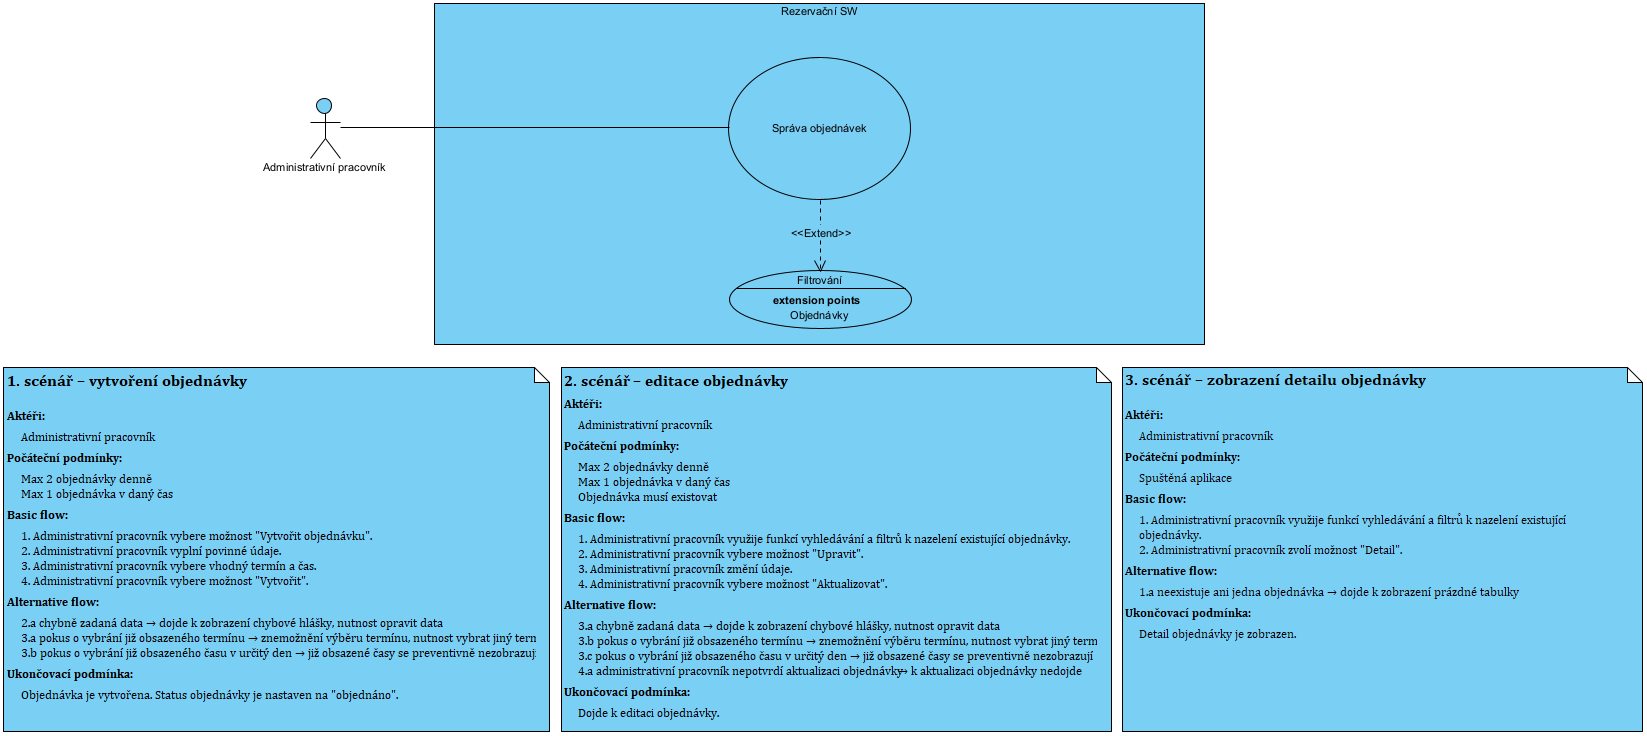 Rezervační SW
Správa objednávek
Administrativní pracovník
<<Extend>>
Filtrování
extension points
Objednávky
1. scénář – vytvoření objednávky
Aktéři:
Administrativní pracovník
Počáteční podmínky:
Max 2 objednávky denně
Max 1 objednávka v daný čas
Basic flow:
1. Administrativní pracovník vybere možnost "Vytvořit objednávku".
2. Administrativní pracovník vyplní povinné údaje.
3. Administrativní pracovník vybere vhodný termín a čas.
4. Administrativní pracovník vybere možnost "Vytvořit".
Alternative flow:
2.a chybně zadaná data → dojde k zobrazení chybové hlášky, nutnost opravit data
3.a pokus o vybrání již obsazeného termínu → znemožnění výběru termínu, nutnost vybrat jiný term
3.b pokus o vybrání již obsazeného času v určitý den → již obsazené časy se preventivně nezobrazují
Ukončovací podmínka:
Objednávka je vytvořena. Status objednávky je nastaven na "objednáno".
2. scénář – editace objednávky
Aktéři:
Administrativní pracovník
Počáteční podmínky:
Max 2 objednávky denně
Max 1 objednávka v daný čas
Objednávka musí existovat
Basic flow:
1. Administrativní pracovník využije funkcí vyhledávání a filtrů k nazelení existující objednávky.
2. Administrativní pracovník vybere možnost "Upravit".
3. Administrativní pracovník změní údaje.
4. Administrativní pracovník vybere možnost "Aktualizovat".
Alternative flow:
3.a chybně zadaná data → dojde k zobrazení chybové hlášky, nutnost opravit data
3.b pokus o vybrání již obsazeného termínu → znemožnění výběru termínu, nutnost vybrat jiný term
3.c pokus o vybrání již obsazeného času v určitý den → již obsazené časy se preventivně nezobrazují
4.a administrativní pracovník nepotvrdí aktualizaci objednávky→ k aktualizaci objednávky nedojde
Ukončovací podmínka:
Dojde k editaci objednávky.
3. scénář – zobrazení detailu objednávky
Aktéři:
Administrativní pracovník
Počáteční podmínky:
Spuštěná aplikace
Basic flow:
1. Administrativní pracovník využije funkcí vyhledávání a filtrů k nazelení existující
objednávky.
2. Administrativní pracovník zvolí možnost "Detail".
Alternative flow:
1.a neexistuje ani jedna objednávka → dojde k zobrazení prázdné tabulky
Ukončovací podmínka:
Detail objednávky je zobrazen.